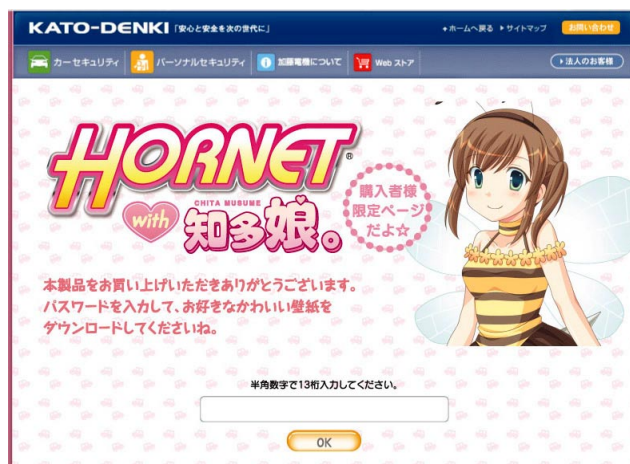 KATO-DENKI 「安心と安全を次の世代に」
ホームへ戻る サイトマップ お問い合わせ
カーセキュリティ パーソナルセキュリティ 加藤電機について Web ストア 法人のお客様
HORNET®
with CHITA MUSUME
知多娘。
購入者様
限定ページ
だよ☆
本製品をお買い上げいただきありがとうございます。
パスワードを入力して、お好きなかわいい壁紙を
ダウンロードしてくださいね。
半角数字で13桁入力してください。
OK